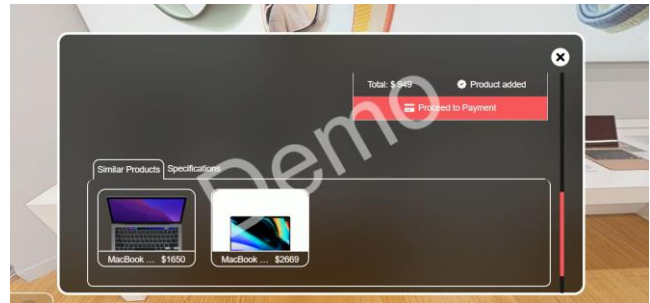 Total: $ 949
Product added
Proceed to Payment
Similar Products
Specifications
MacBook ... $1650
MacBook ... $2669
Demo